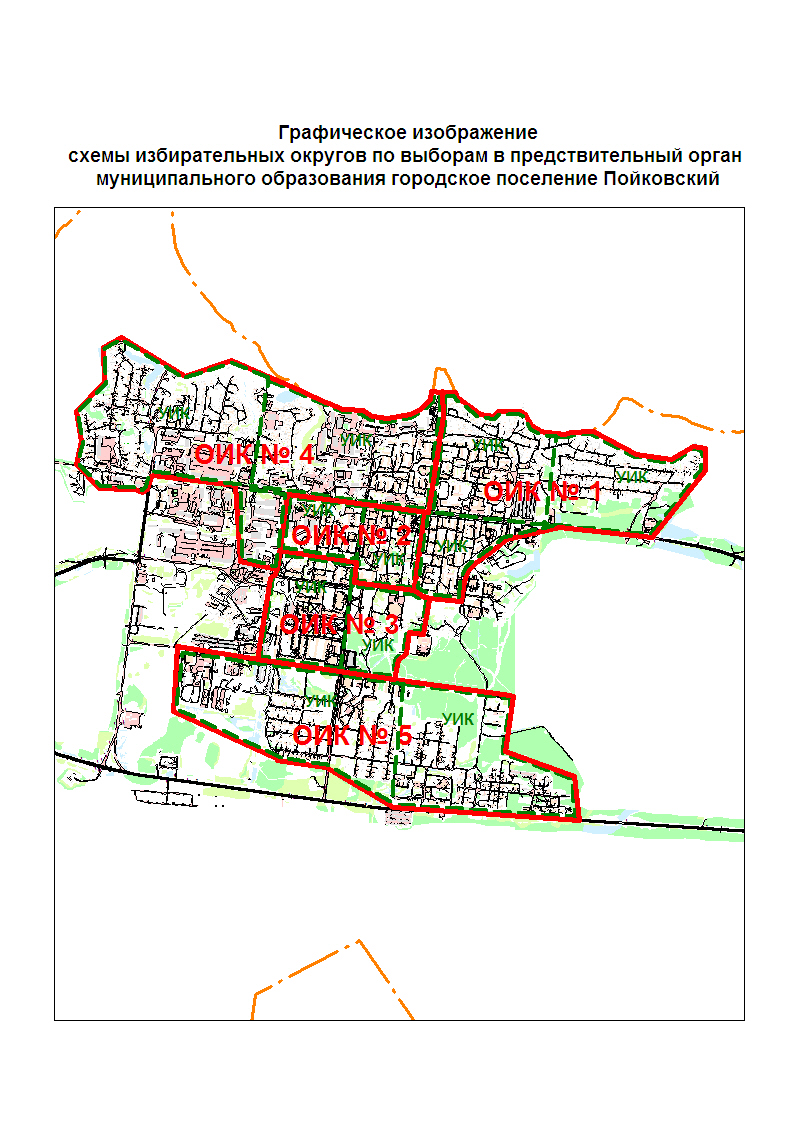 Графическое изображение
схемы избирательных округов по выборам в предствительный орган
муниципального образования городское поселение Пойковский
УИК
УИК
УИК
ОИК № 4
УИК
ОИК № 1
УИК
ОИК № 2
УИК
УИК
УИК
ОИК № 3
УИК
УИК
УИК
ОИК № 5